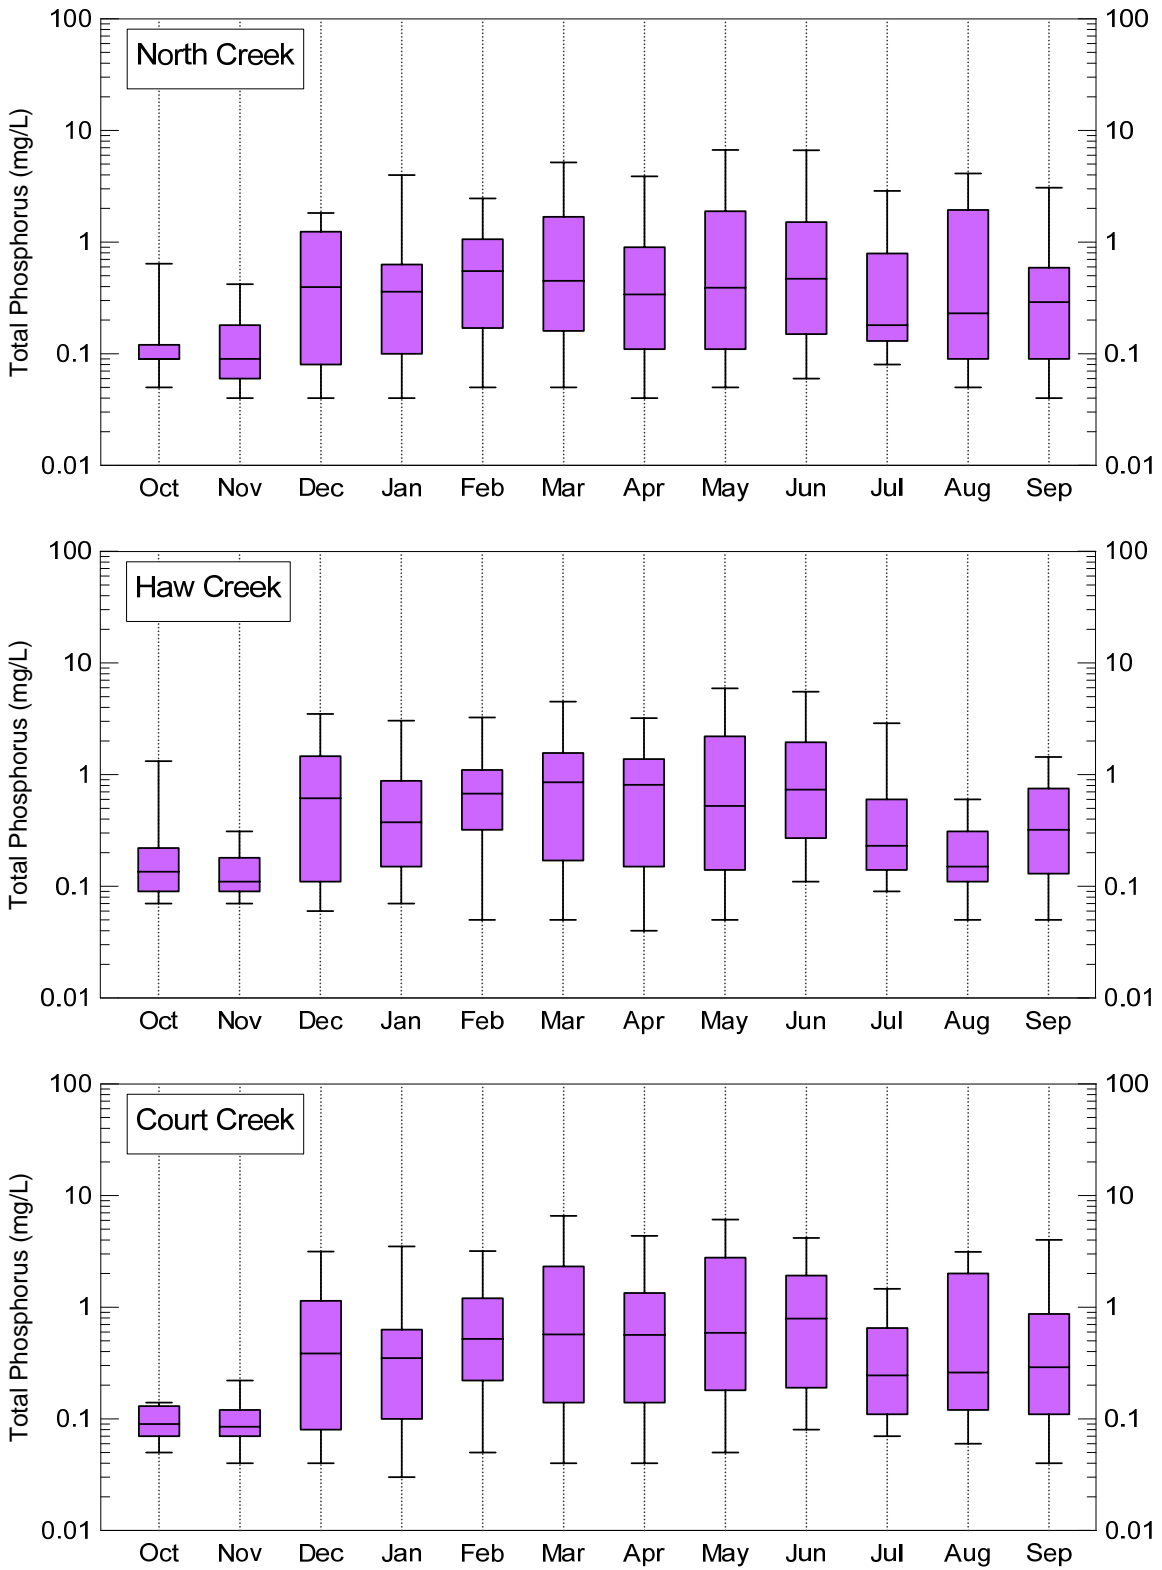 North Creek
Total Phosphorus (mg/L)
100 100
10 10
1 1
0.1 0.1
0.01 0.01
Oct Nov Dec Jan Feb Mar Apr May Jun Jul Aug Sep
Haw Creek
Total Phosphorus (mg/L)
100 100
10 10
1 1
0.1 0.1
0.01 0.01
Oct Nov Dec Jan Feb Mar Apr May Jun Jul Aug Sep
Court Creek
Total Phosphorus (mg/L)
100 100
10 10
1 1
0.1 0.1
0.01 0.01
Oct Nov Dec Jan Feb Mar Apr May Jun Jul Aug Sep